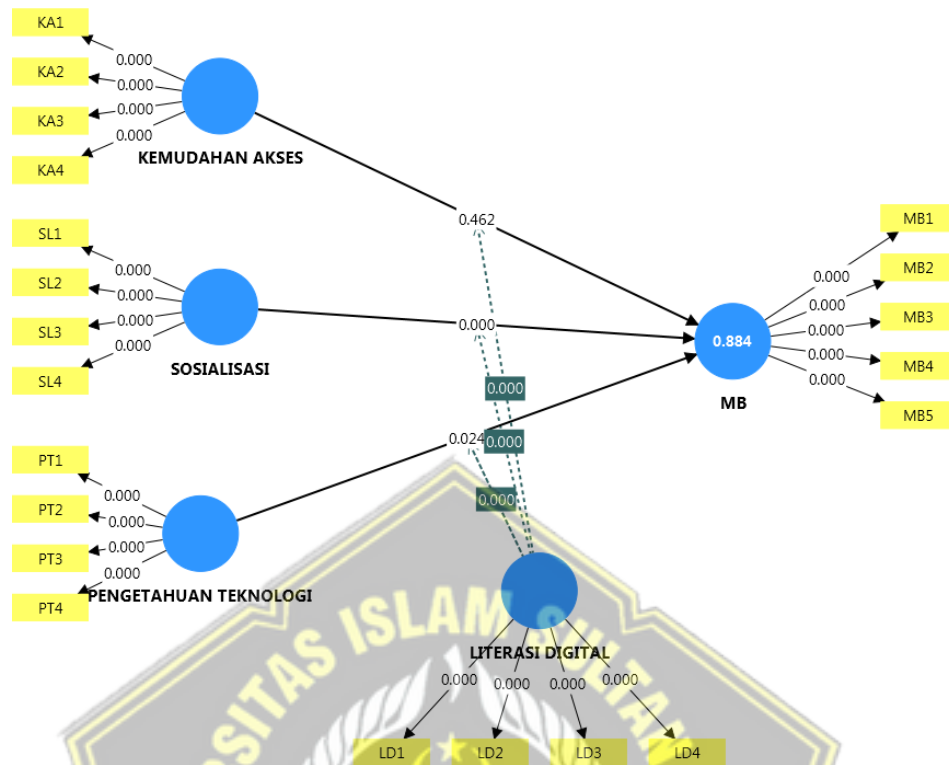 KA1
0.000
KA2
0.000
KA3
0.000
KA4
0.000
KEMUDAHAN AKSES
SL1
0.000
SL2
0.000
SL3
0.000
SL4
0.000
SOSIALISASI
PT1
0.000
PT2
0.000
PT3
0.000
PT4
0.000
PENGETAHUAN TEKNOLOGI
0.462
0.000
0.024
0.000
0.000
0.000
0.884
MB
MB1
0.000
MB2
0.000
MB3
0.000
MB4
0.000
MB5
0.000
LITERASI DIGITAL
0.000
0.000
0.000
0.000
LD1
LD2
LD3
LD4
SITAS ISLAM SULTAN